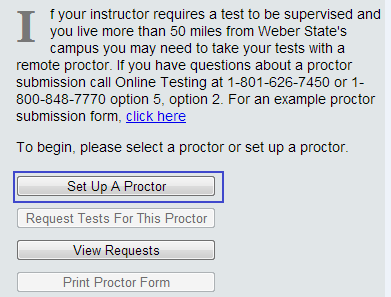 If your instructor requires a test to be supervised and
you live more than 50 miles from Weber State's
campus you may need to take your tests with a
remote proctor. If you have questions about a proctor
submission call Online Testing at 1-801-626-7450 or 1-
800-848-7770 option 5, option 2. For an example proctor
submission form, click here
To begin, please select a proctor or set up a proctor.
Set Up A Proctor
Request Tests For This Proctor
View Requests
Print Proctor Form